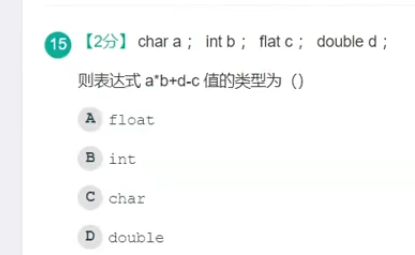 15 【2分】 char a； int b； flat c； double d；
则表达式 a*b+d-c 值的类型为（）
A float
B int
C char
D double